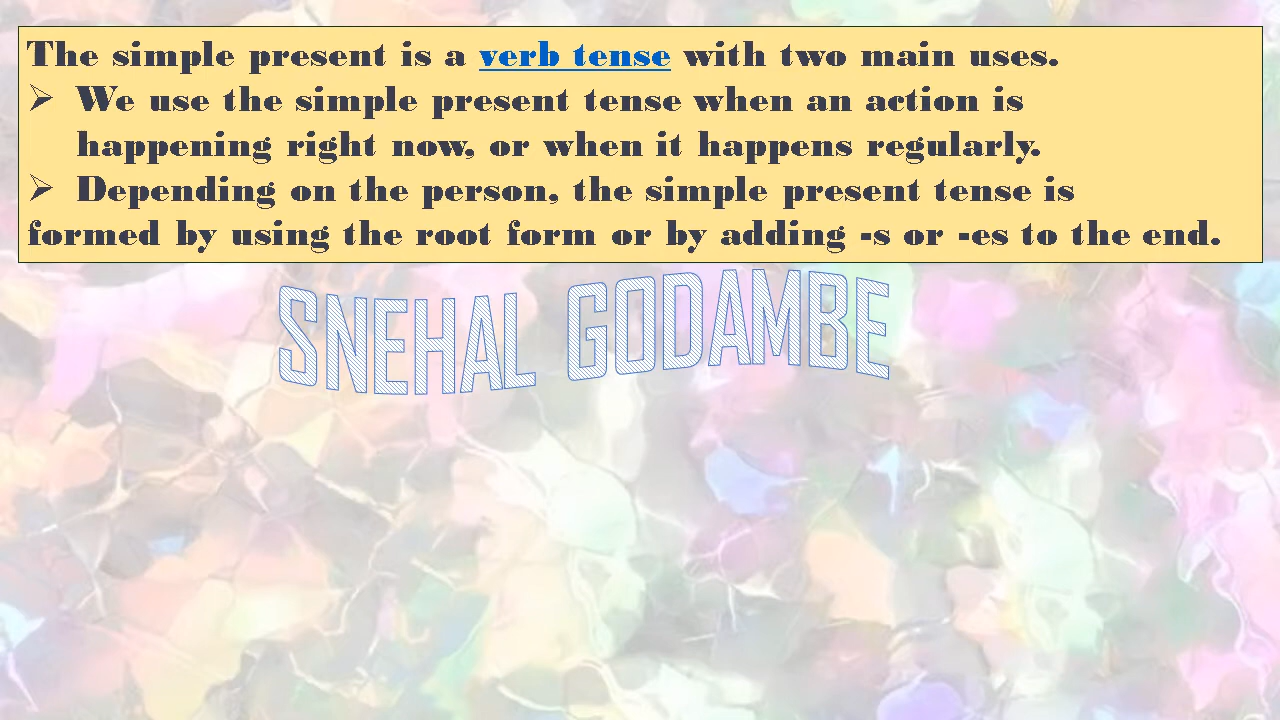 The simple present is a verb tense with two main uses.
➢ We use the simple present tense when an action is
happening right now, or when it happens regularly.
➢ Depending on the person, the simple present tense is
formed by using the root form or by adding -s or -es to the end.
SNEHAL GODAMBE